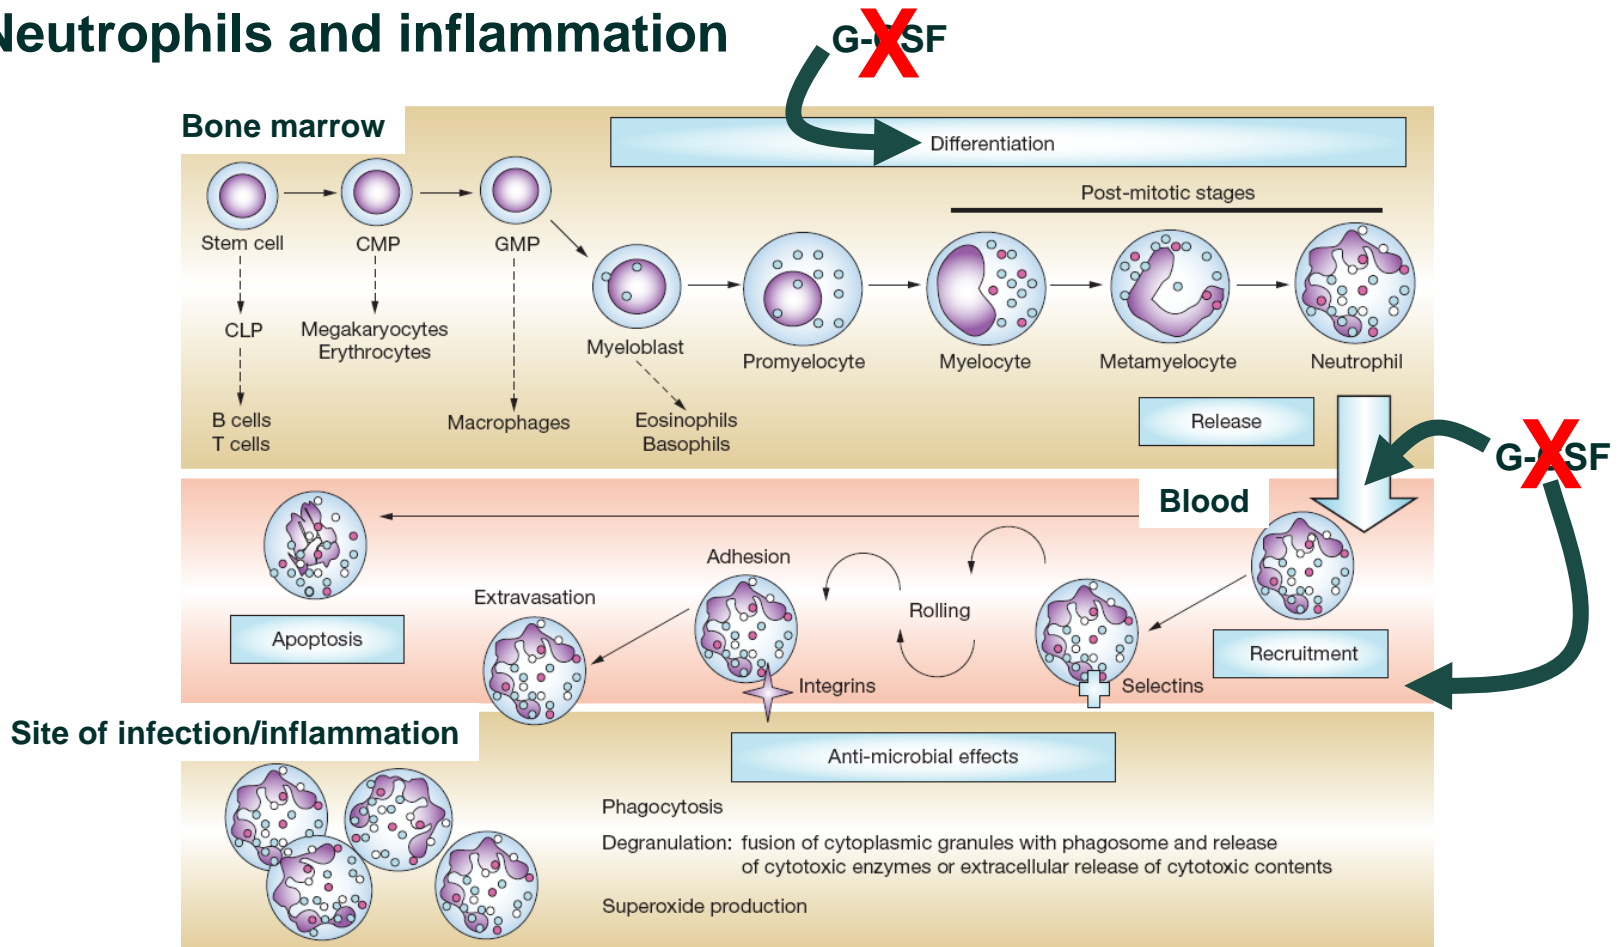 Neutrophils and inflammation
G-CSF
Bone marrow
Differentiation
Post-mitotic stages
Stem cell
CMP
GMP
CLP
Megakaryocytes
Erythrocytes
Myeloblast
Promyelocyte
Myelocyte
Metamyelocyte
Neutrophil
B cells
T cells
Macrophages
Eosinophils
Basophils
Release
G-CSF
Blood
Adhesion
Extravasation
Rolling
Apoptosis
Recruitment
Integrins
Selectins
Site of infection/inflammation
Anti-microbial effects
Phagocytosis
Degranulation: fusion of cytoplasmic granules with phagosome and release
of cytotoxic enzymes or extracellular release of cytotoxic contents
Superoxide production